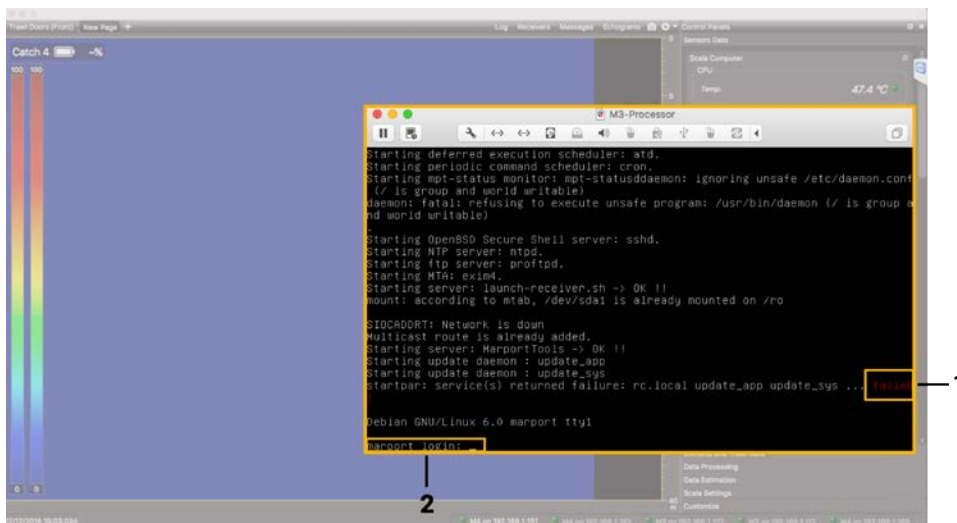 Trawl Doors (Front) New Page +
Log Receivers Messages Echograms Control Panels
Sensors Data
Catch 4 -%
Scala Computer
100 100
CPU
Temp. 47.4 °C
0
5
M3-Processor
Starting deferred execution scheduler: atd.
Starting periodic command scheduler: cron.
Starting mpt-status monitor: mpt-statusddaemon: ignoring unsafe /etc/daemon.conf
(/ is group and world writable)
daemon: fatal: refusing to execute unsafe program: /usr/bin/daemon (/ is group a
nd world writable)
.
Starting OpenBSD Secure Shell server: sshd.
Starting NTP server: ntpd.
Starting ftp server: proftpd.
Starting MTA: exim4.
Starting server: launch-receiver.sh -> OK !!
mount: according to mtab, /dev/sda1 is already mounted on /ro
SIOCADDRT: Network is down
Multicast route is already added.
Starting server: MarportTools -> OK !!
Starting update daemon : update_app
Starting update daemon : update_sys
startpar: service(s) returned failure: rc.local update_app update_sys ... failed
1
Debian GNU/Linux 6.0 marport tty1
marport login: _
2
Data Processing
Data Estimation
Scala Settings
Customize
0 0
60
m